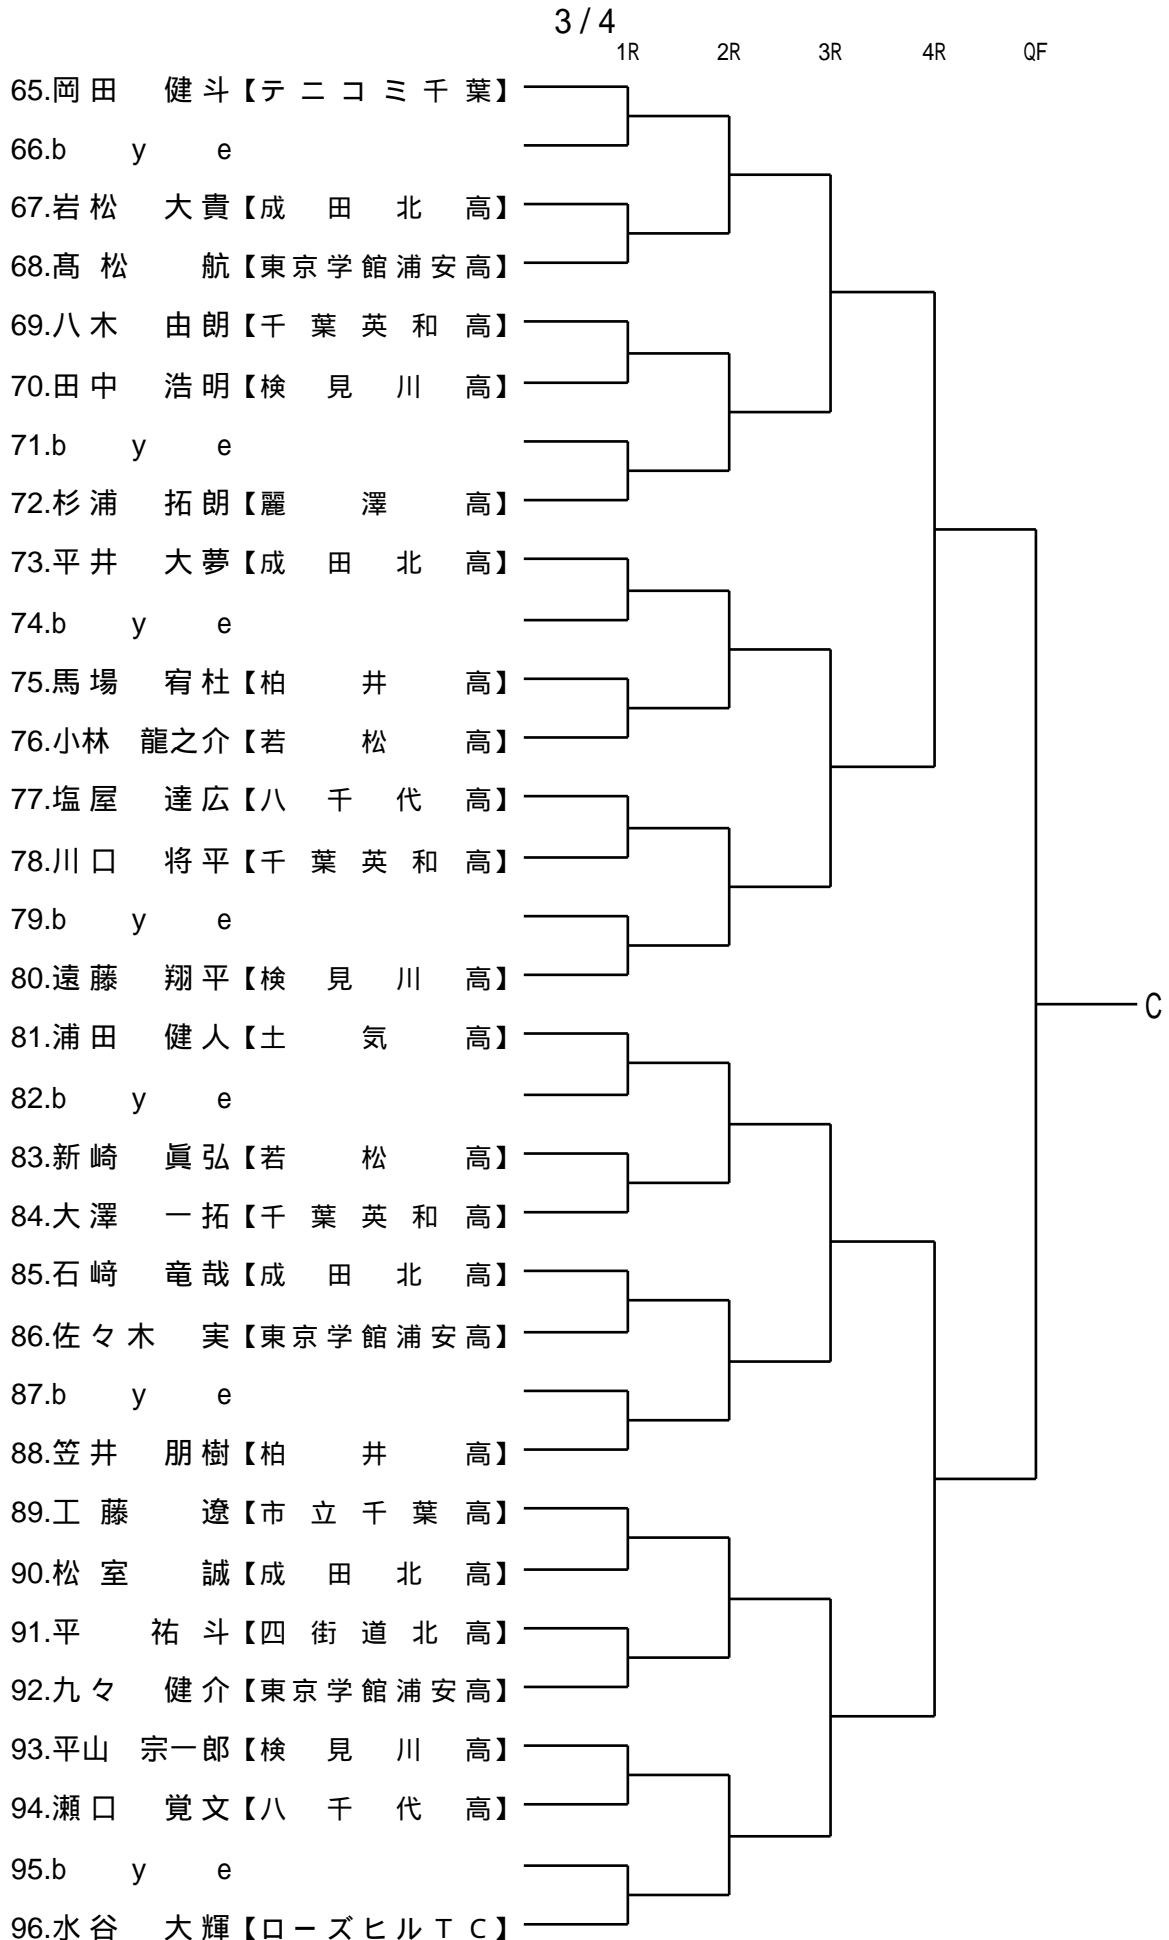 3 / 4
1R 2R 3R 4R QF
65.岡田 健斗【テニコミ千葉】
66.bye
67.岩松 大貴【成田北高】
68.髙松 航【東京学館浦安高】
69.八木 由朗【千葉英和高】
70.田中 浩明【検見川高】
71.bye
72.杉浦 拓朗【麗澤高】
73.平井 大夢【成田北高】
74.bye
75.馬場 宥杜【柏井高】
76.小林 龍之介【若松高】
77.塩屋 達広【八千代高】
78.川口 将平【千葉英和高】
79.bye
80.遠藤 翔平【検見川高】
C
81.浦田 健人【土気高】
82.bye
83.新崎 眞弘【若松高】
84.大澤 一拓【千葉英和高】
85.石﨑 竜哉【成田北高】
86.佐々木 実【東京学館浦安高】
87.bye
88.笠井 朋樹【柏井高】
89.工藤 遼【市立千葉高】
90.松室 誠【成田北高】
91.平 祐斗【四街道北高】
92.九々 健介【東京学館浦安高】
93.平山 宗一郎【検見川高】
94.瀬口 覚文【八千代高】
95.bye
96.水谷 大輝【ローズヒルTC】